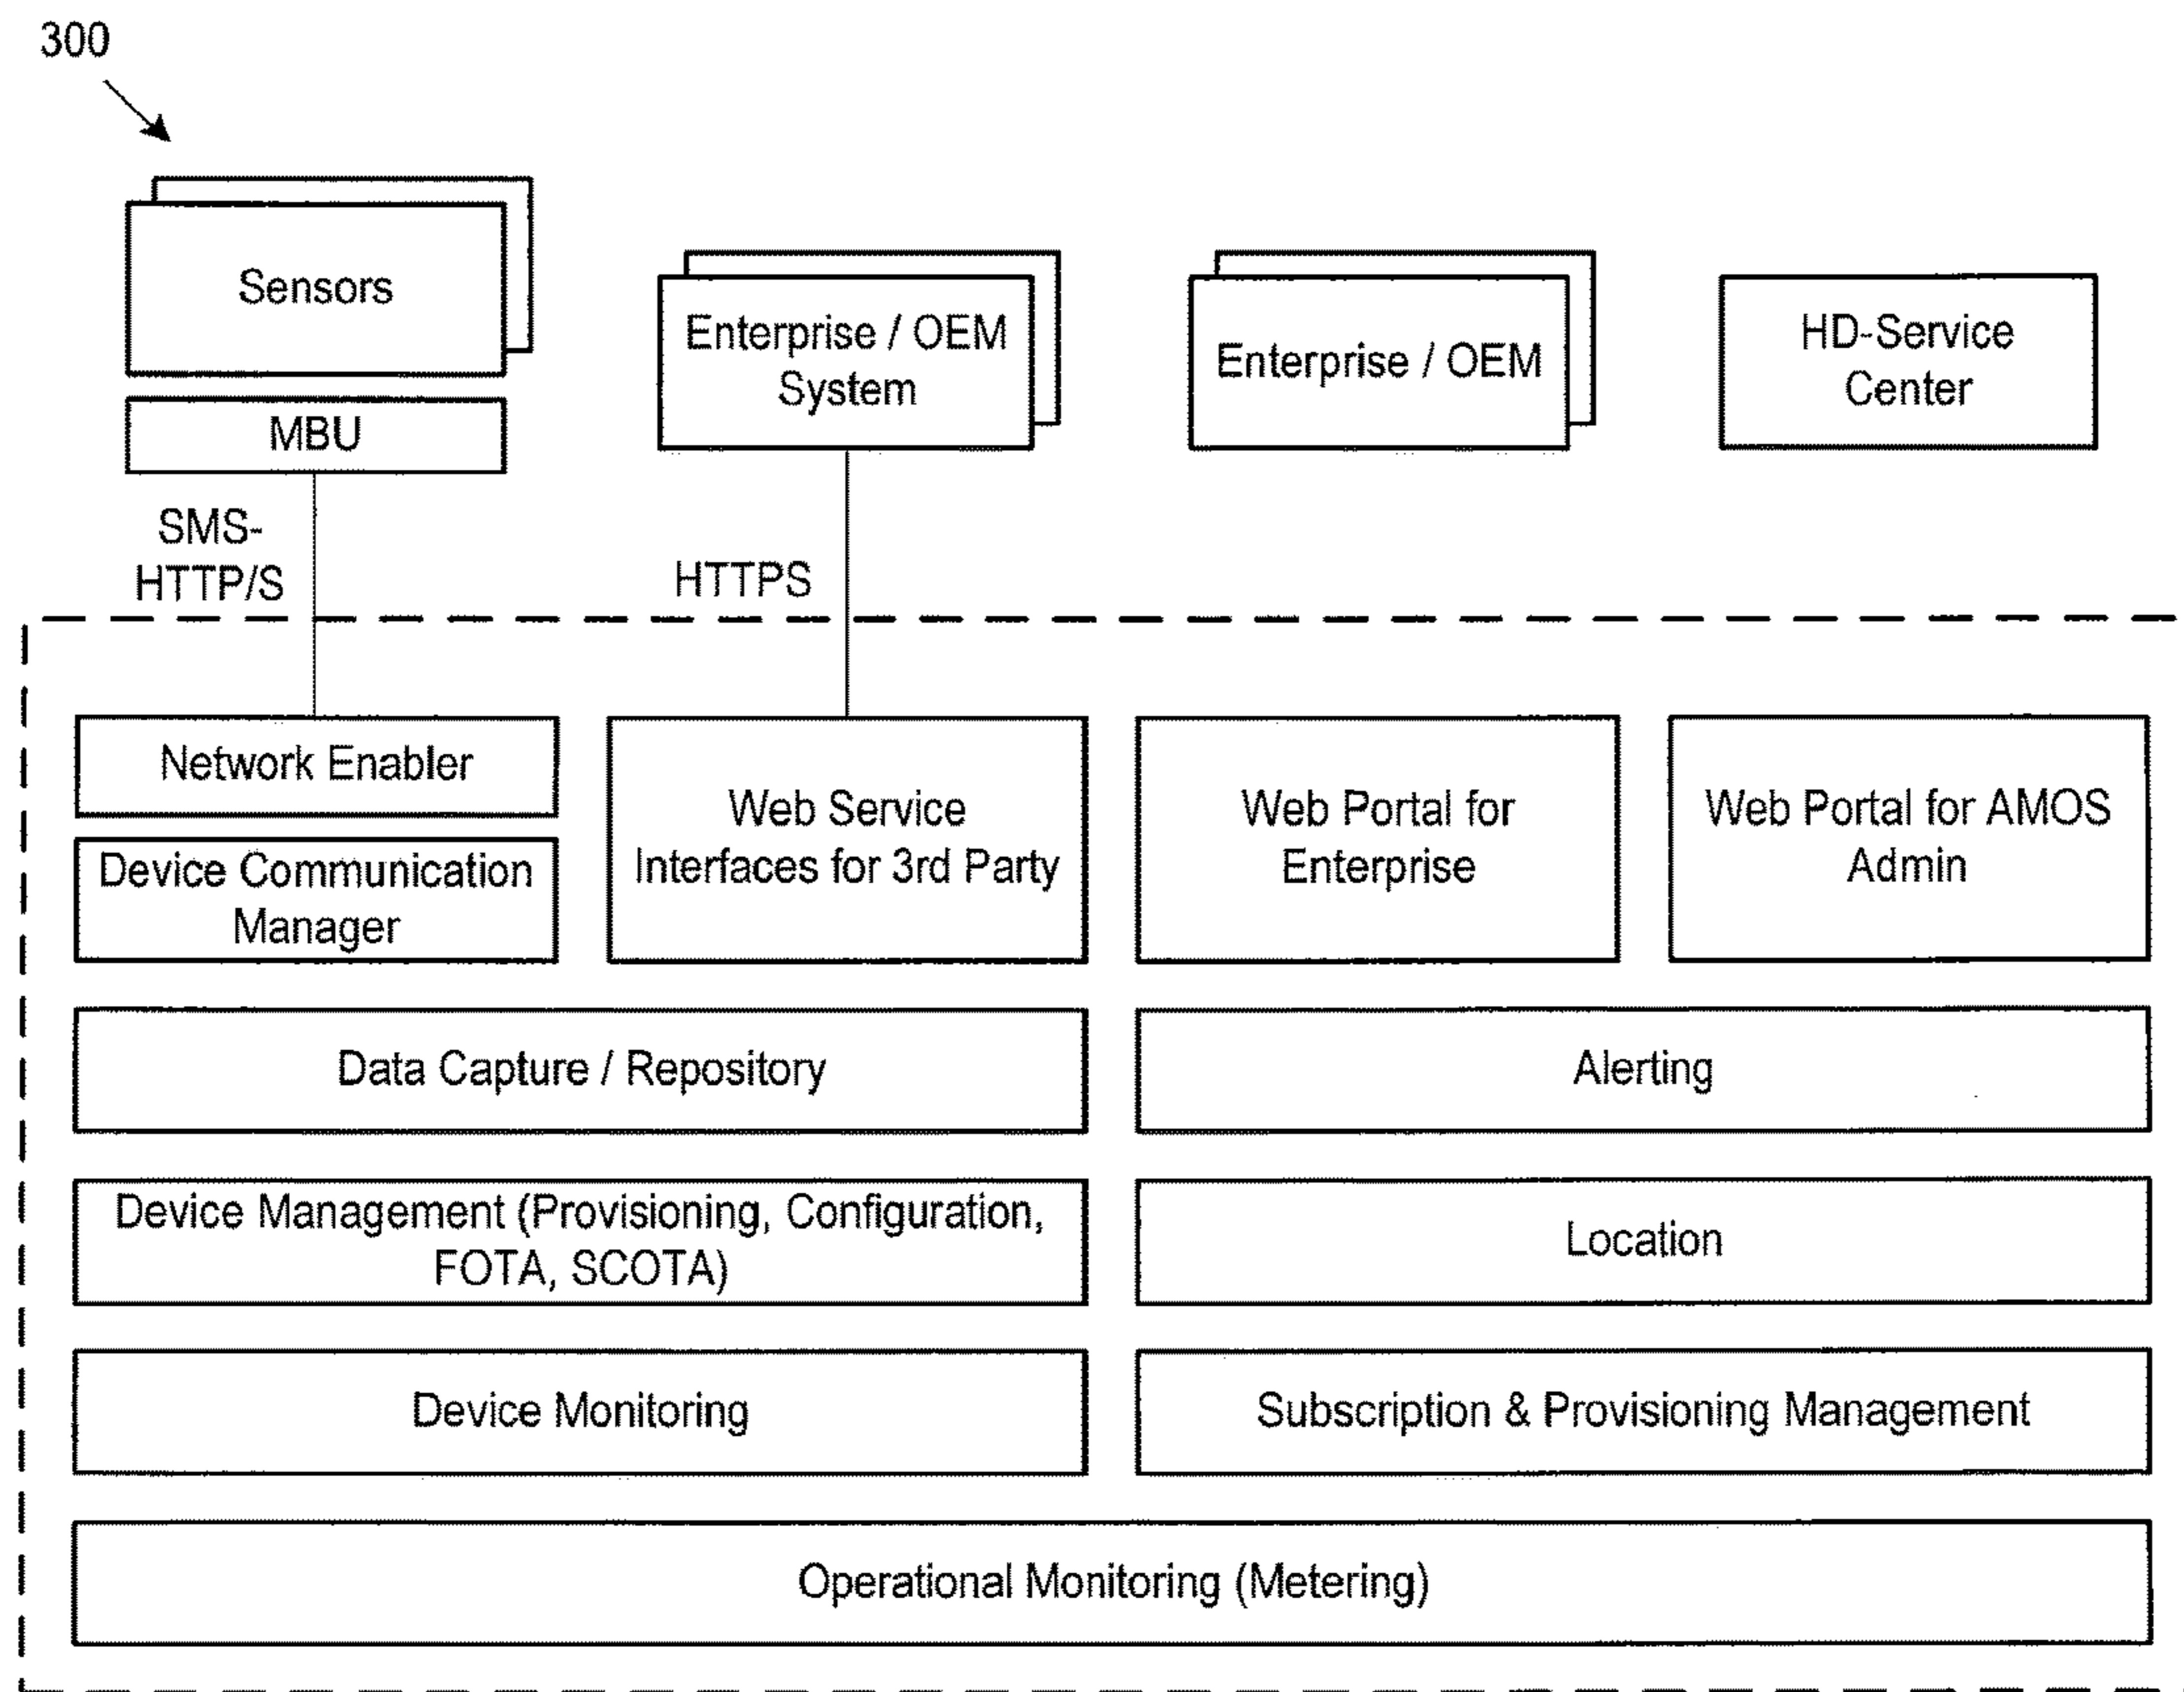 300
Sensors
MBU
Enterprise / OEM
System
Enterprise / OEM
HD-Service
Center
SMS-
HTTP/S
HTTPS
Network Enabler
Device Communication
Manager
Web Service
Interfaces for 3rd Party
Web Portal for
Enterprise
Web Portal for AMOS
Admin
Data Capture / Repository
Alerting
Device Management (Provisioning, Configuration,
FOTA, SCOTA)
Location
Device Monitoring
Subscription & Provisioning Management
Operational Monitoring (Metering)